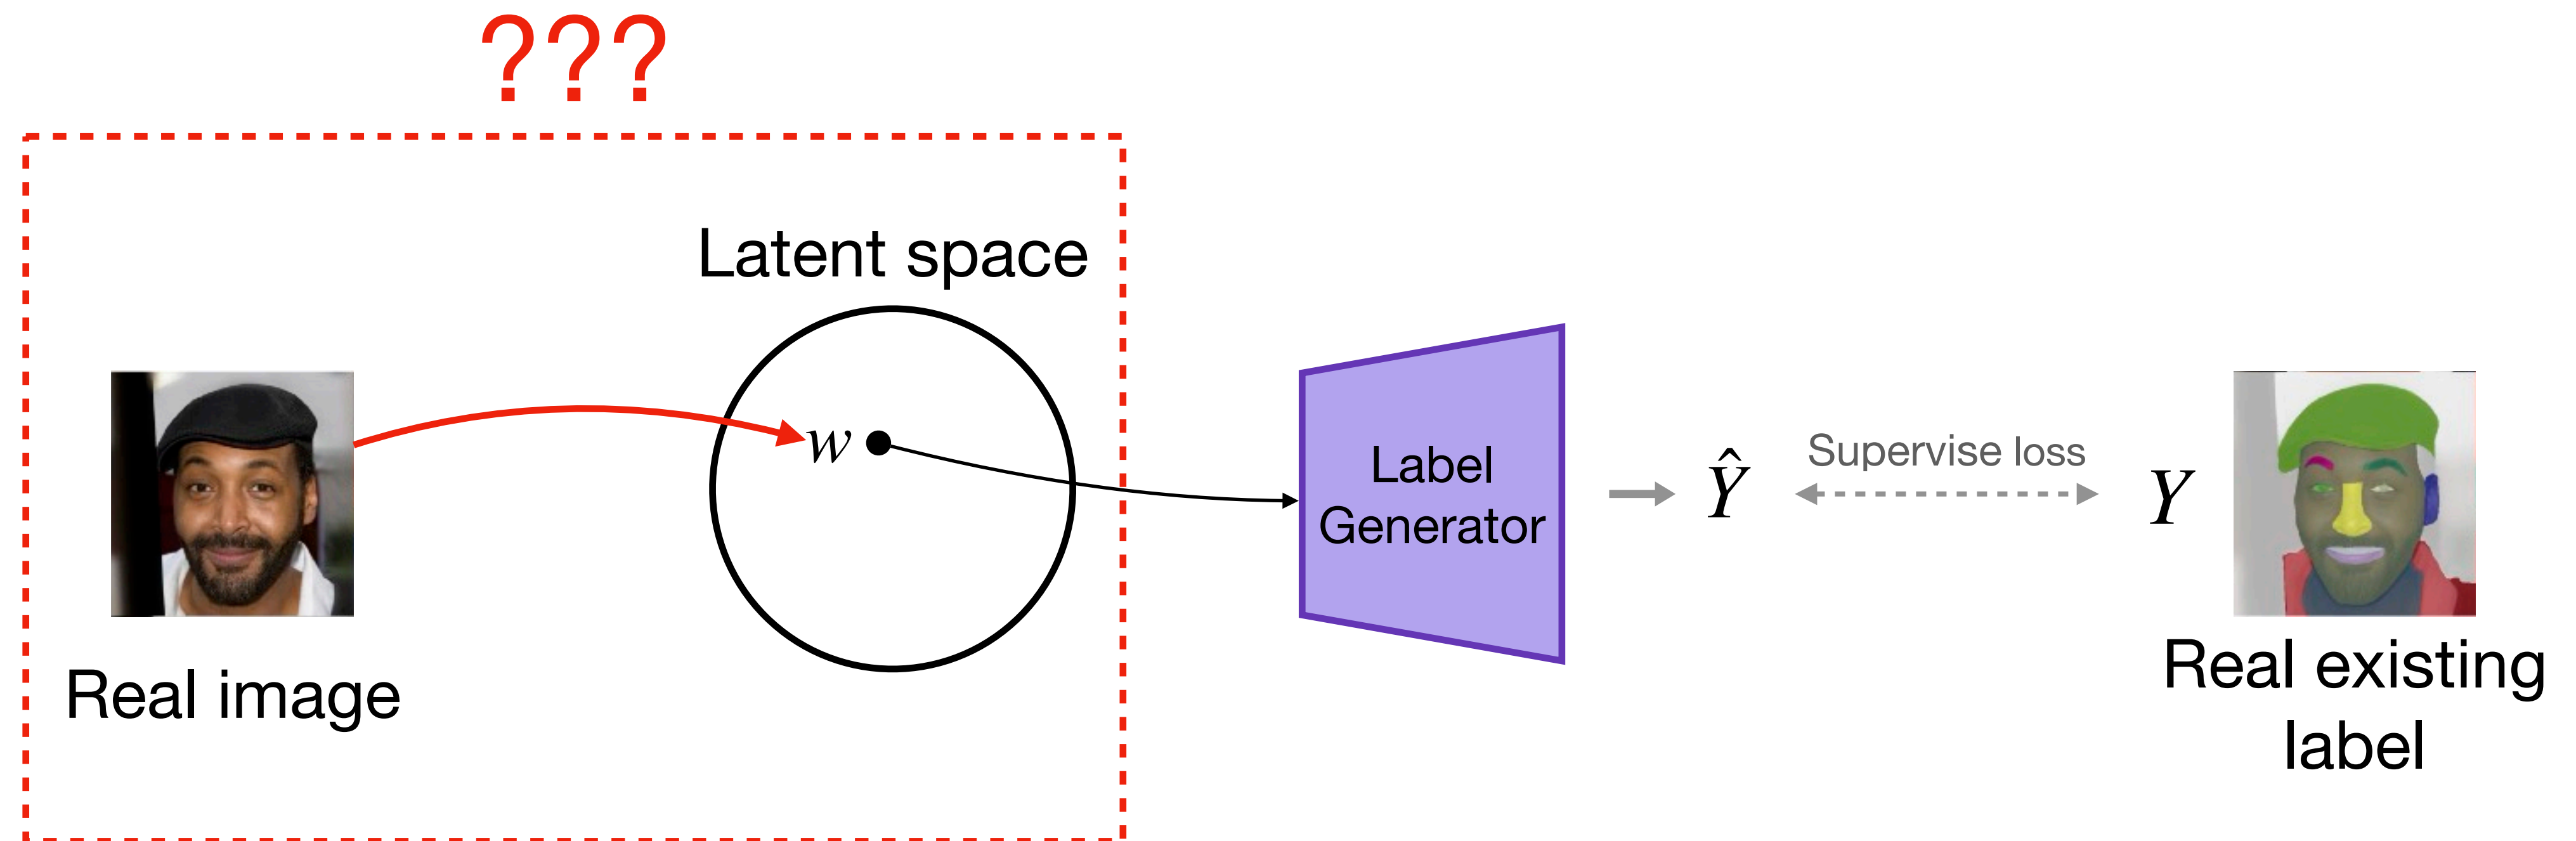 ???
Latent space
w
Label
Generator
Ŷ
Supervise loss
Y
Real image
Real existing
label